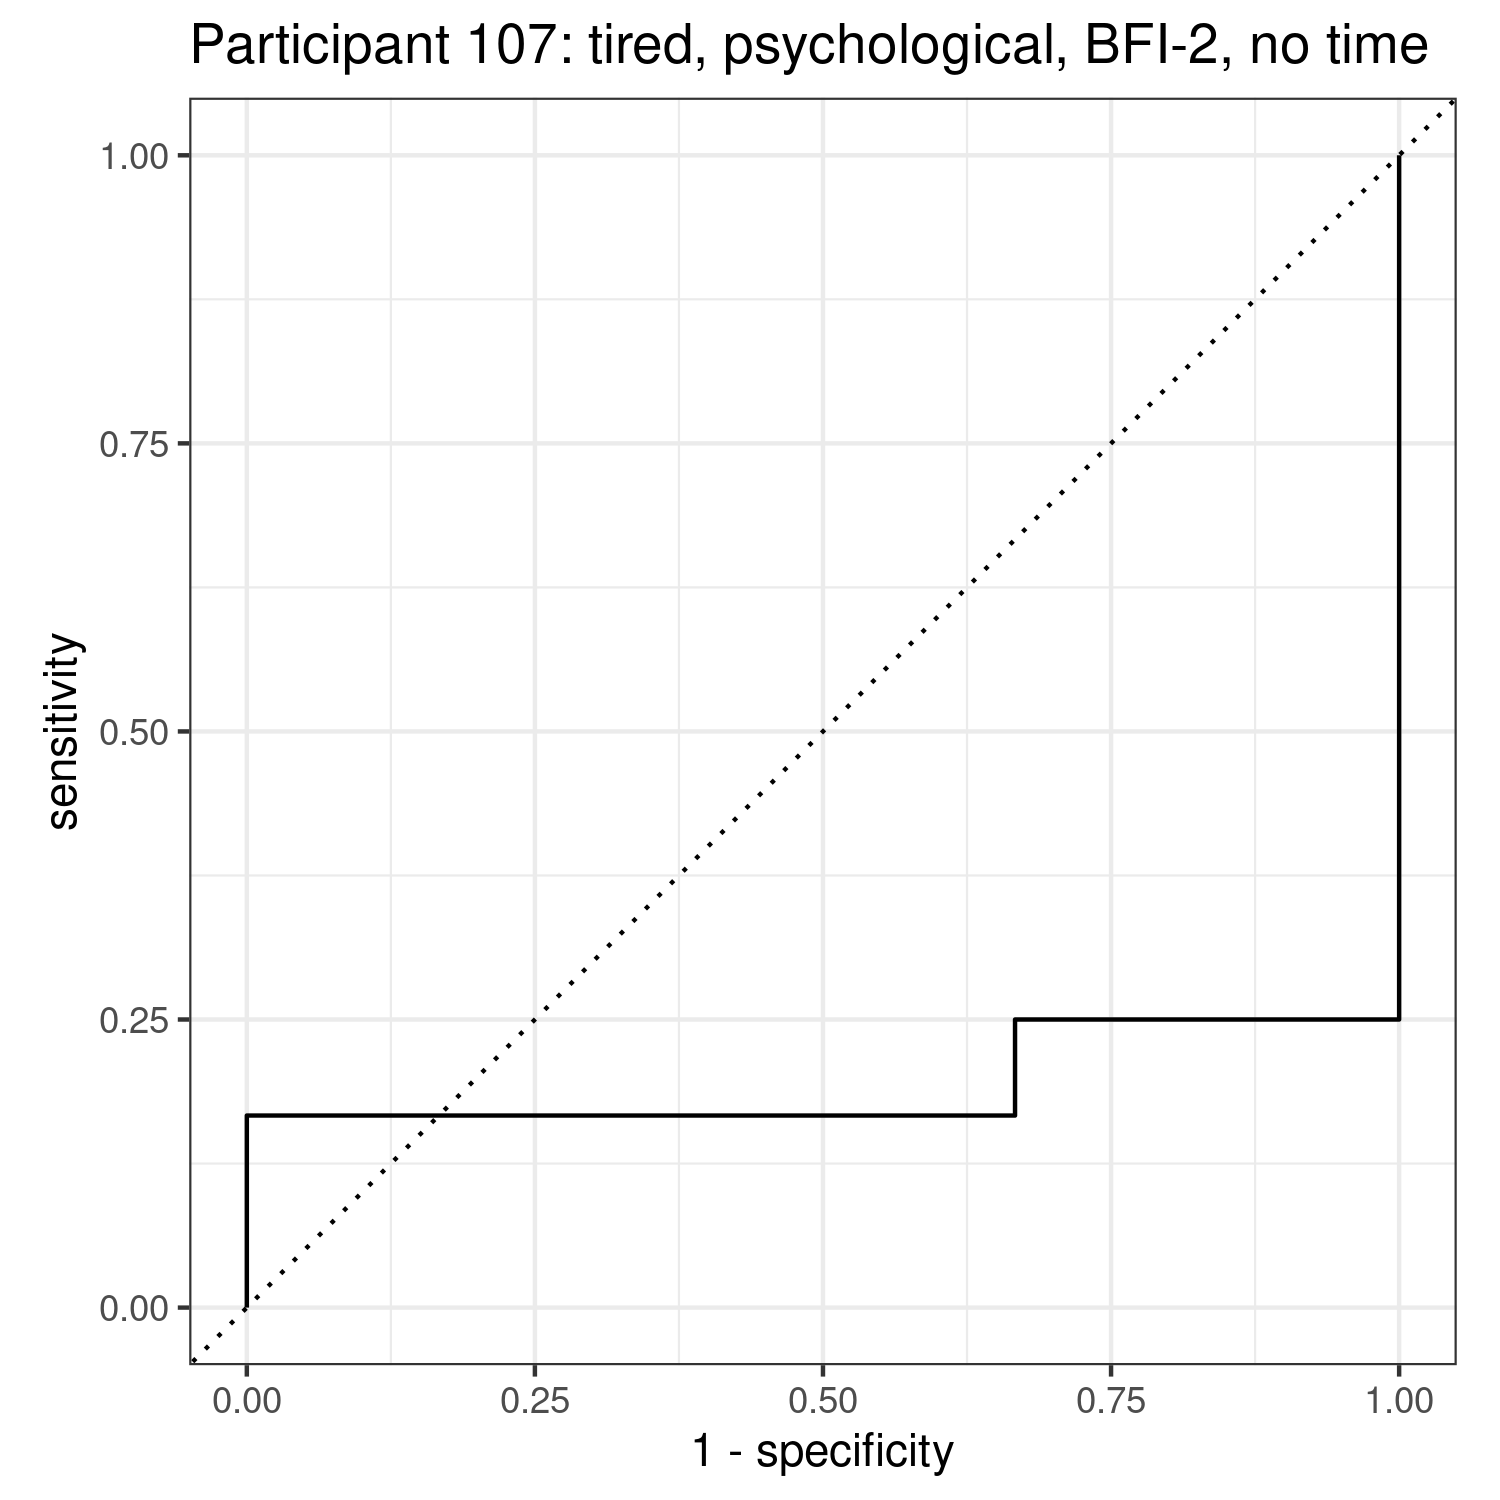 Participant 107: tired, psychological, BFI-2, no time
1.00
0.75
0.50
0.25
0.00
sensitivity
0.00 0.25 0.50 0.75 1.00
1 - specificity